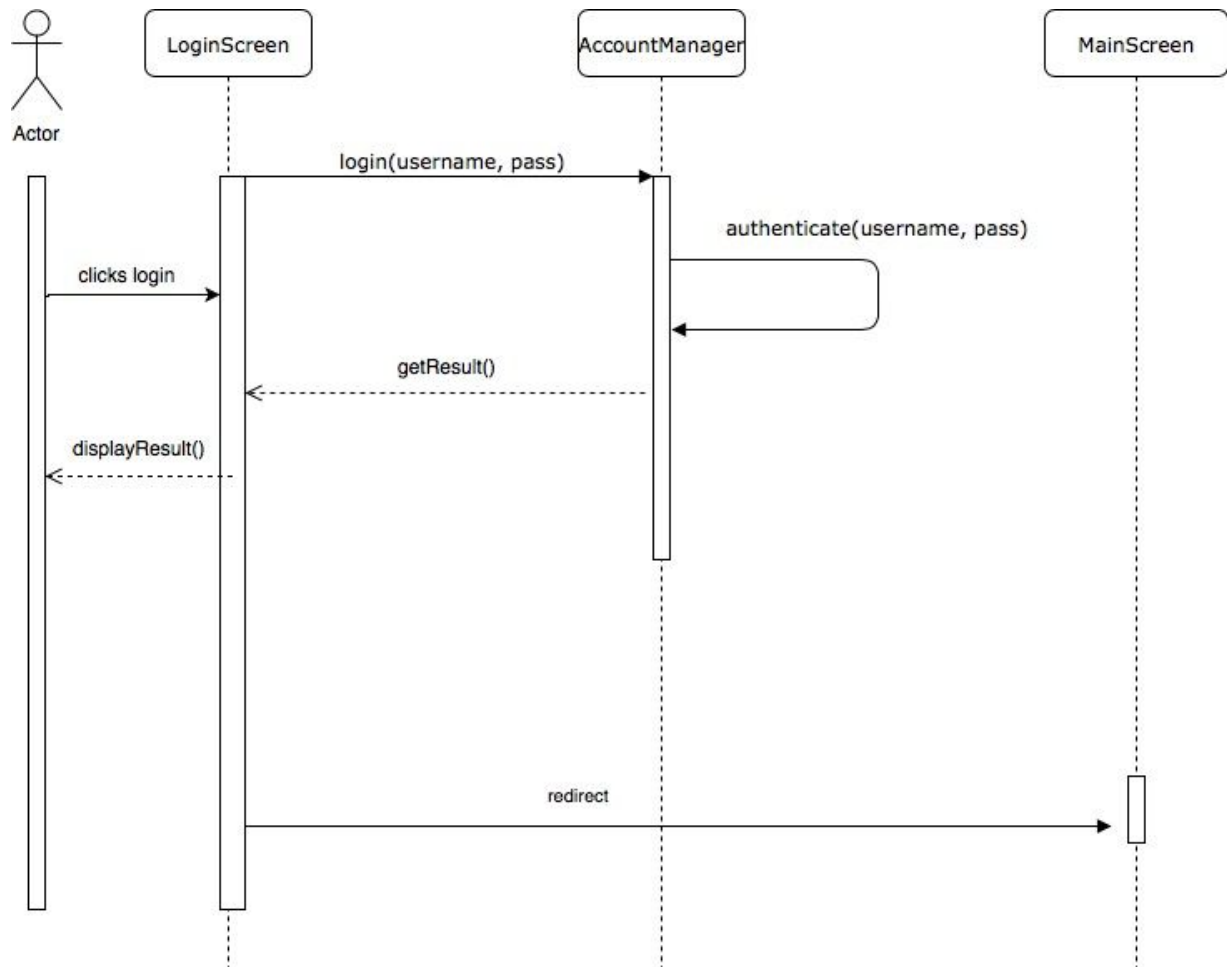 LoginScreen
AccountManager
MainScreen
Actor
login(username, pass)
authenticate(username, pass)
clicks login
getResult()
displayResult()
redirect